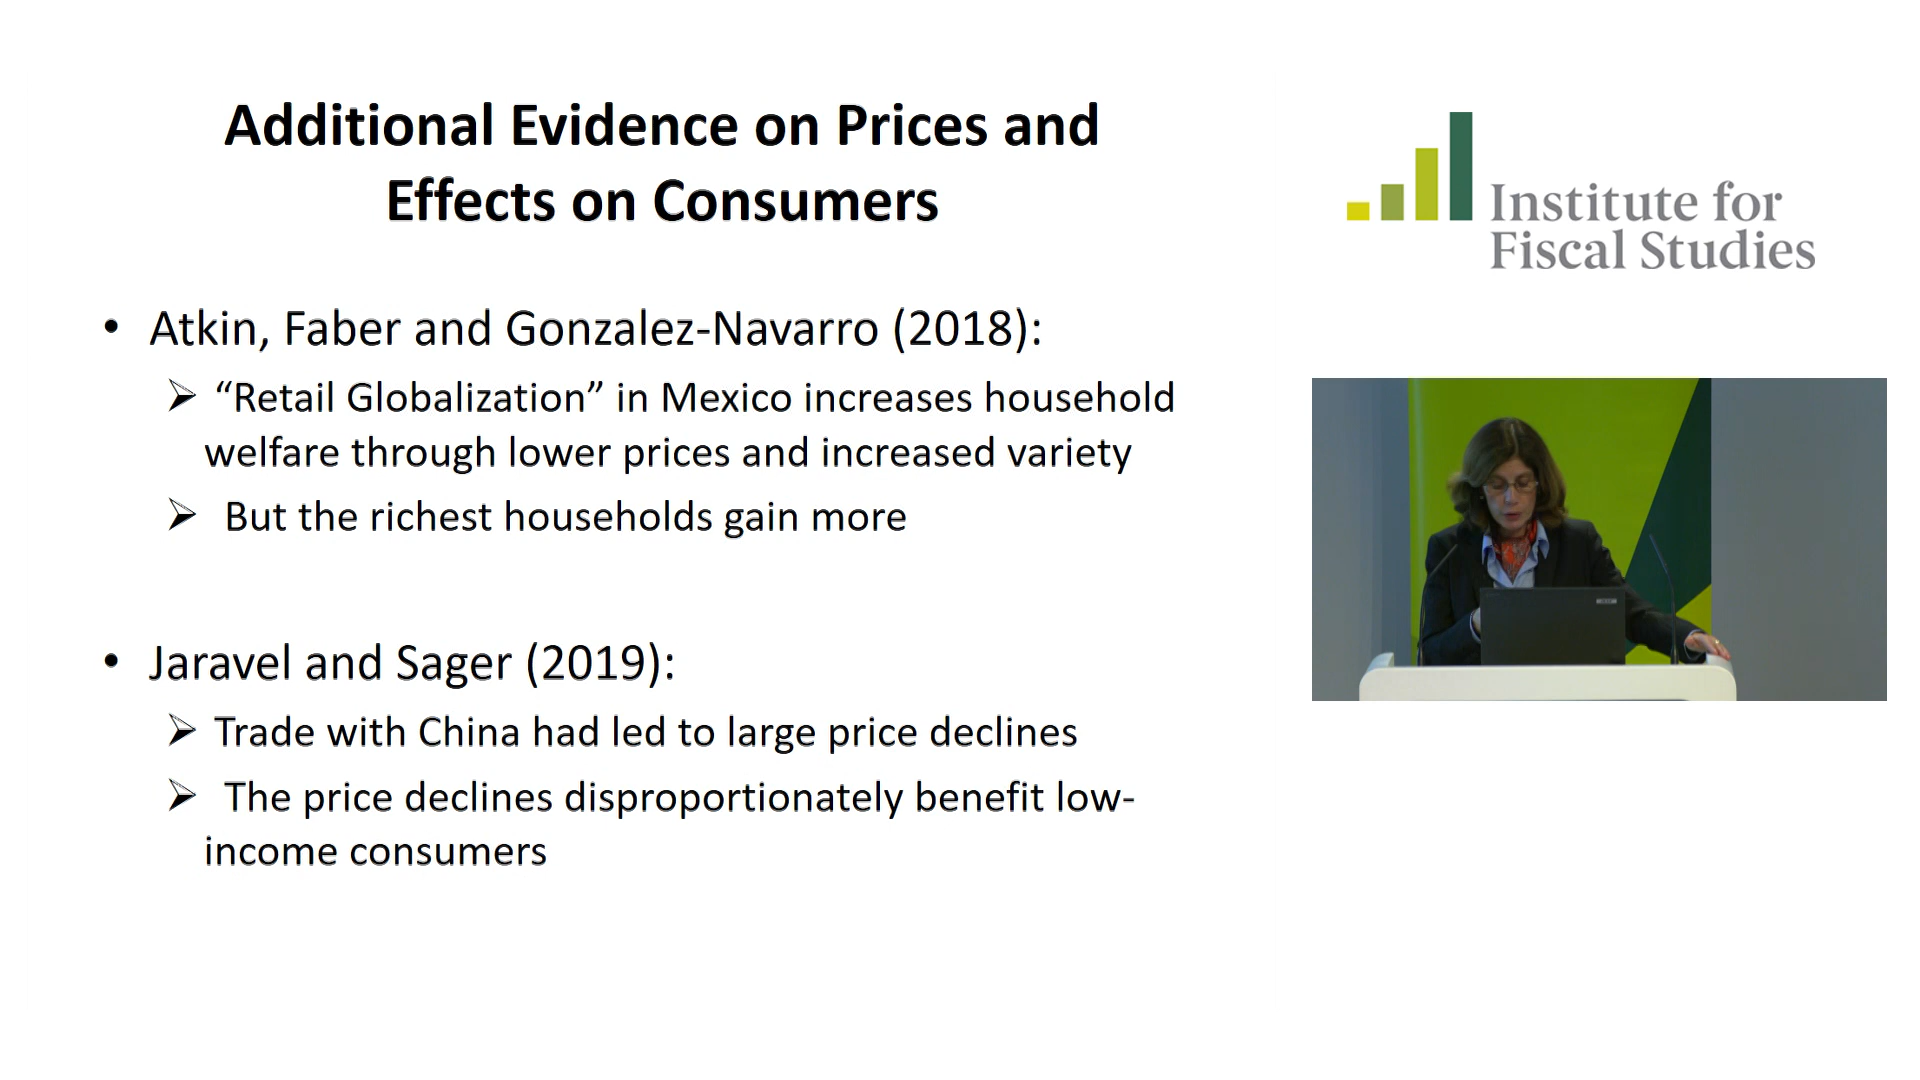 Additional Evidence on Prices and
Effects on Consumers
• Atkin, Faber and Gonzalez-Navarro (2018):
➢ “Retail Globalization” in Mexico increases household
welfare through lower prices and increased variety
➢ But the richest households gain more
• Jaravel and Sager (2019):
➢ Trade with China had led to large price declines
➢ The price declines disproportionately benefit low-
income consumers
Institute for
Fiscal Studies